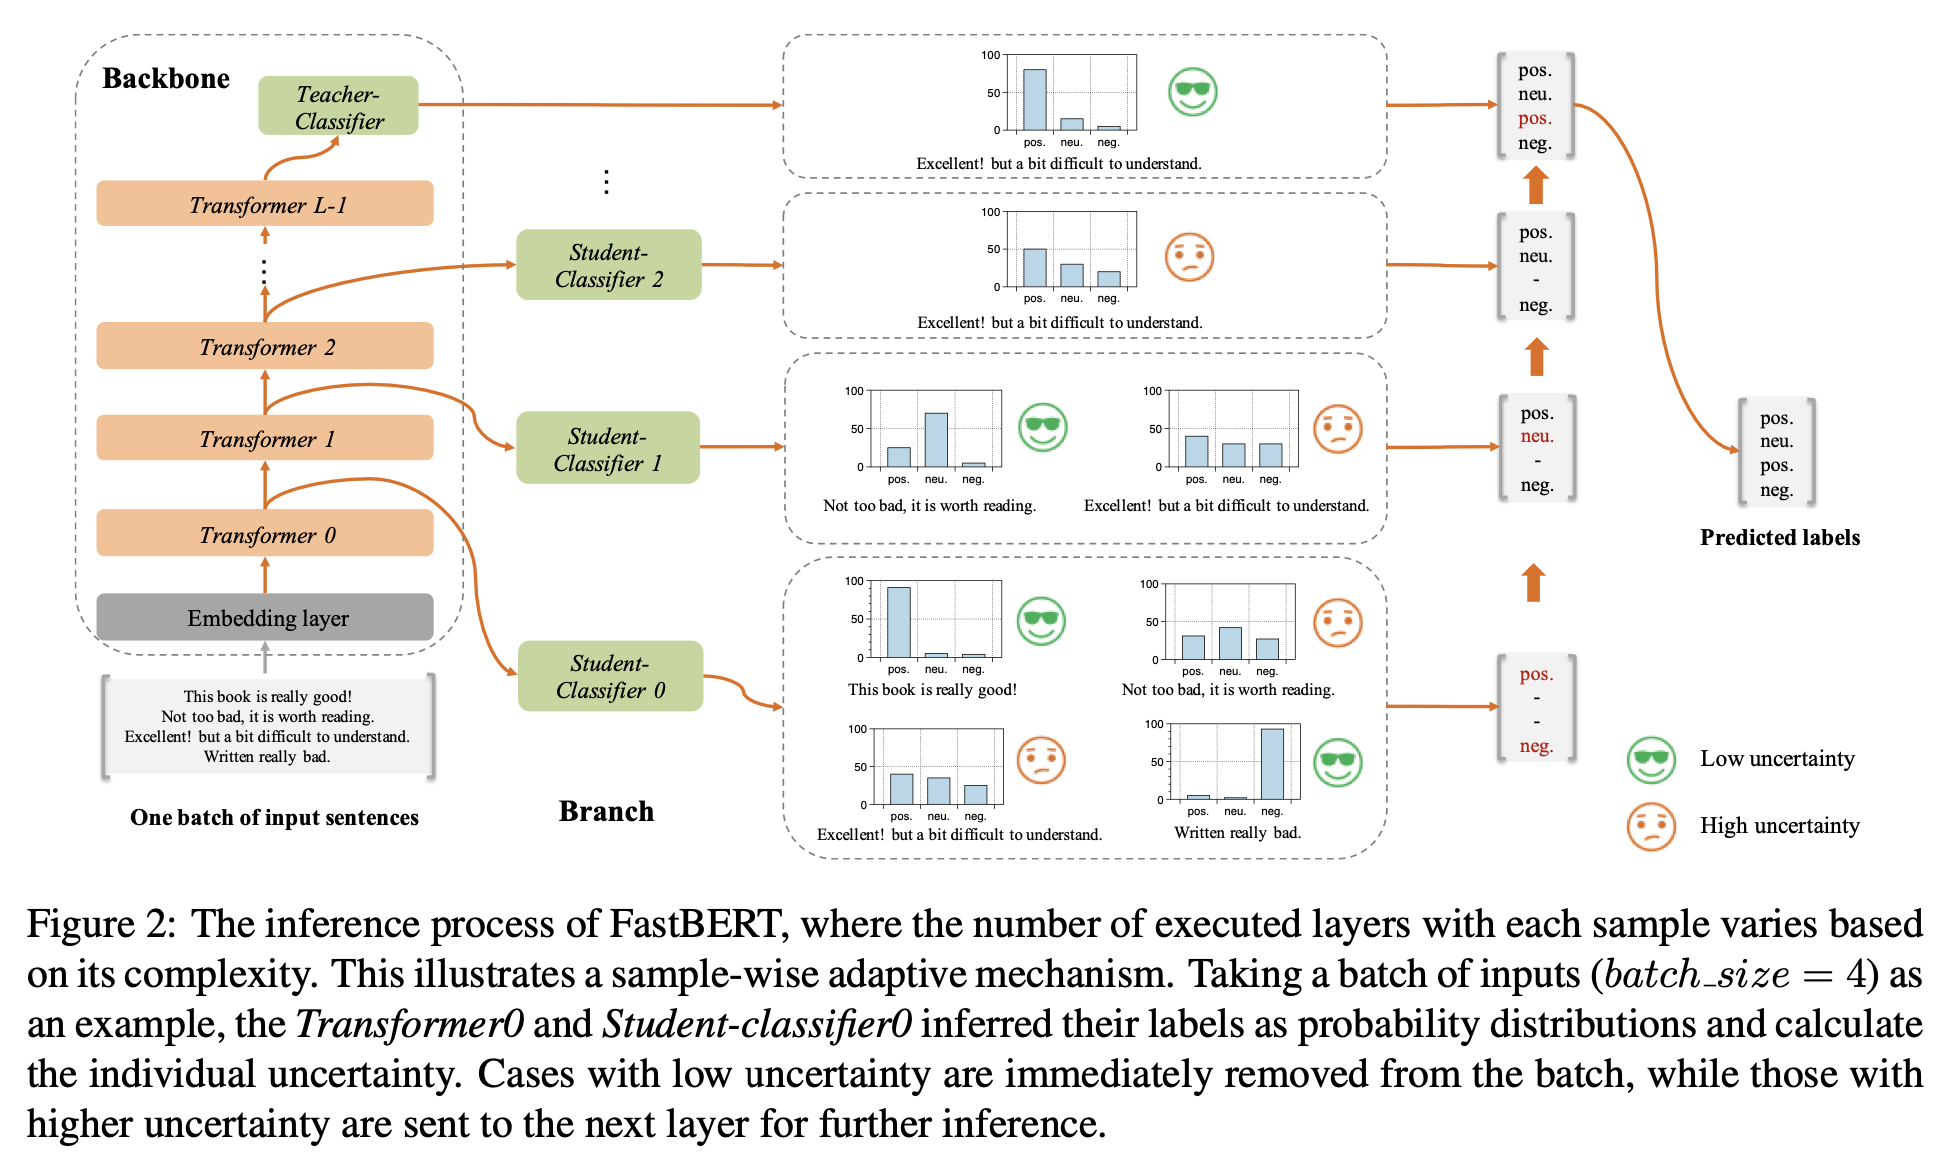 Backbone
Teacher-
Classifier
Transformer L-1
⋮
Transformer 2
Transformer 1
Transformer 0
Embedding layer
This book is really good!
Not too bad, it is worth reading.
Excellent! but a bit difficult to understand.
Written really bad.
One batch of input sentences
⋮
Student-
Classifier 2
Student-
Classifier 1
Student-
Classifier 0
Branch
100
50
0
pos. neu. neg.
Excellent! but a bit difficult to understand.
100
50
0
pos. neu. neg.
Excellent! but a bit difficult to understand.
100
50
0
pos. neu. neg.
Not too bad, it is worth reading.
100
50
0
pos. neu. neg.
Excellent! but a bit difficult to understand.
100
50
0
pos. neu. neg.
This book is really good!
100
50
0
pos. neu. neg.
Not too bad, it is worth reading.
100
50
0
pos. neu. neg.
Excellent! but a bit difficult to understand.
100
50
0
pos. neu. neg.
Written really bad.
pos.
neu.
pos.
neg.
pos.
neu.
-
neg.
pos.
neu.
-
neg.
pos.
-
-
neg.
pos.
neu.
pos.
neg.
Predicted labels
Low uncertainty
High uncertainty
Figure 2: The inference process of FastBERT, where the number of executed layers with each sample varies based
on its complexity. This illustrates a sample-wise adaptive mechanism. Taking a batch of inputs (batch_size = 4) as
an example, the Transformer0 and Student-classifier0 inferred their labels as probability distributions and calculate
the individual uncertainty. Cases with low uncertainty are immediately removed from the batch, while those with
higher uncertainty are sent to the next layer for further inference.